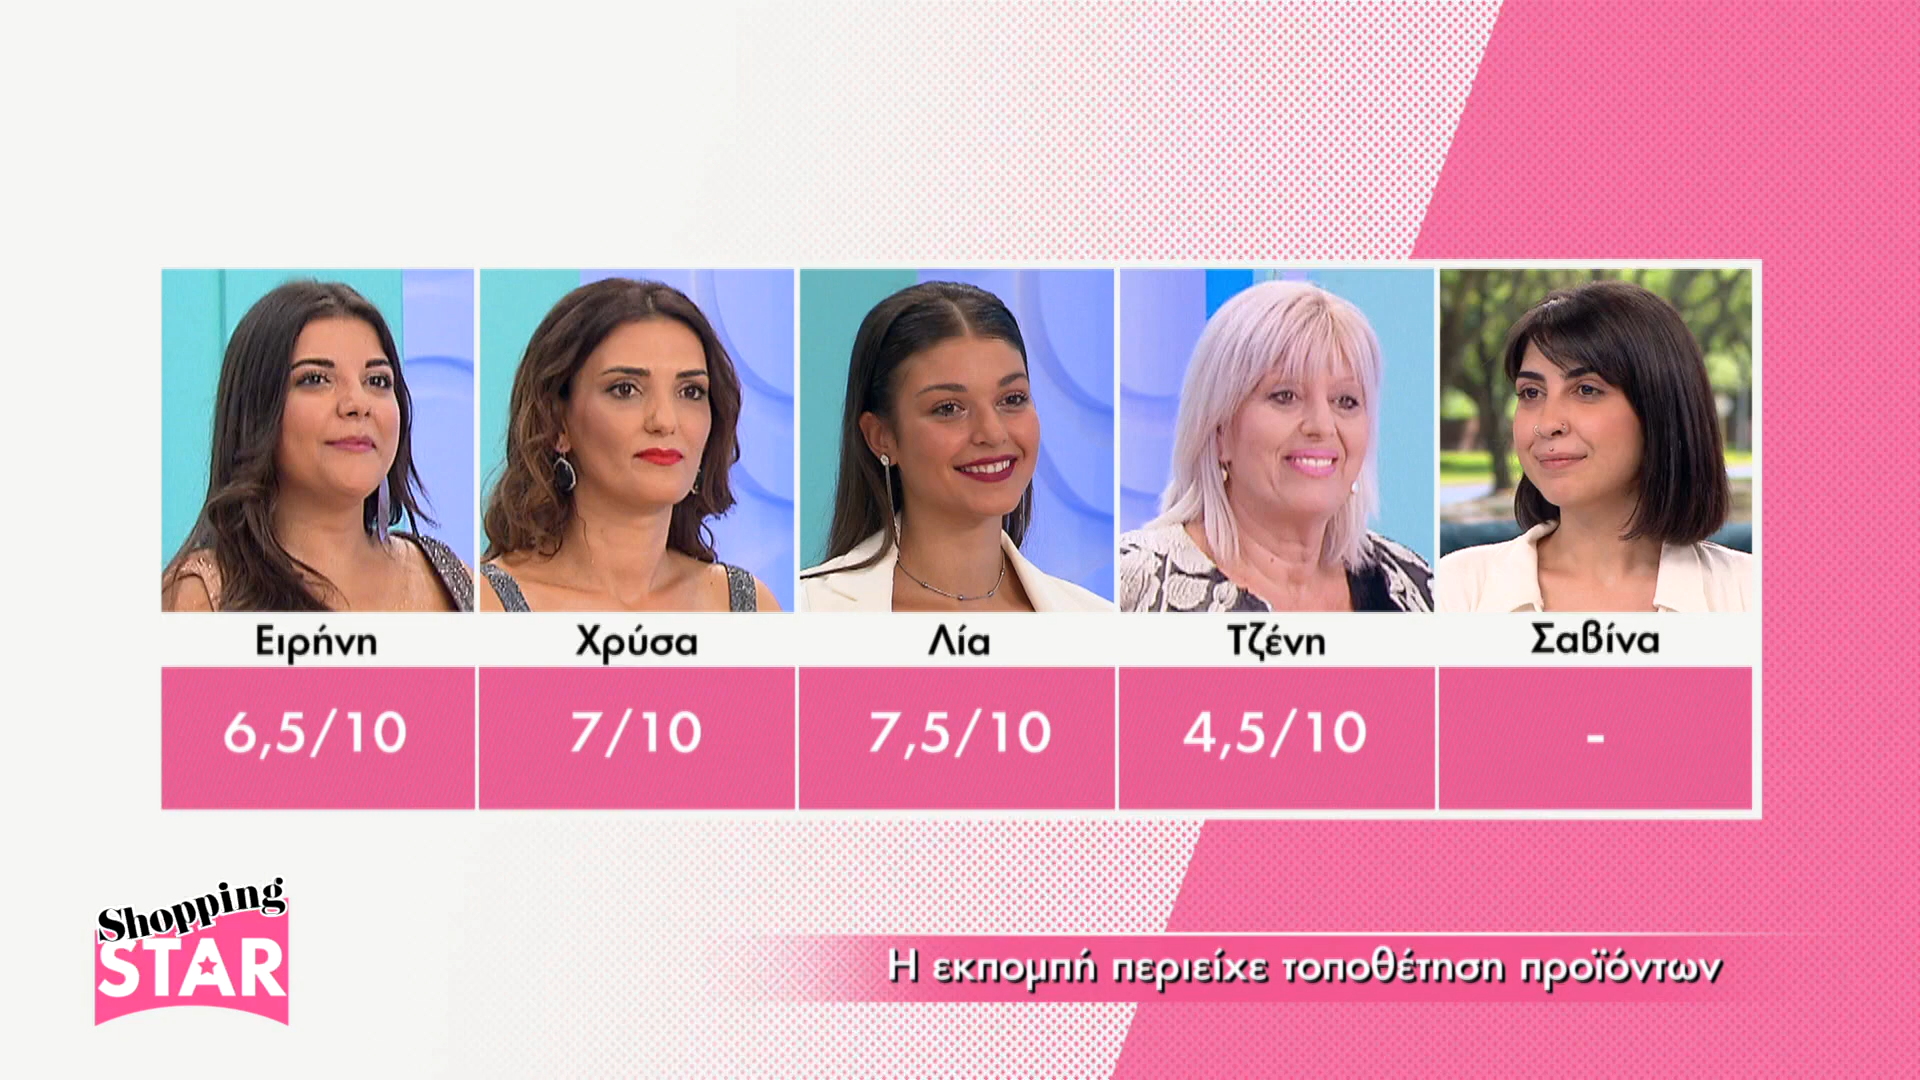 Ειρήνη
Χρύσα
Λία
Τζένη
Σαβίνα
6,5/10
7/10
7,5/10
4,5/10
-
Shopping
STAR
Η εκπομπή περιείχε τοποθέτηση προϊόντων